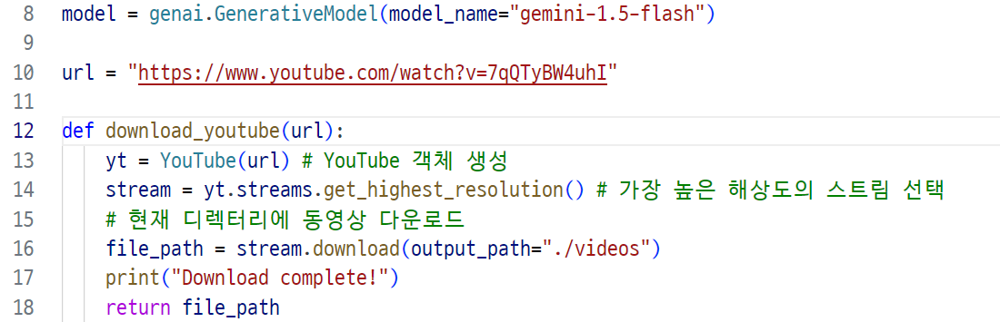 8 model = genai.GenerativeModel(model_name="gemini-1.5-flash")
9
10 url = "https://www.youtube.com/watch?v=7qQTyBW4uhI"
11
12 def download_youtube(url):
13     yt = YouTube(url) # YouTube 객체 생성
14     stream = yt.streams.get_highest_resolution() # 가장 높은 해상도의 스트림 선택
15     # 현재 디렉터리에 동영상 다운로드
16     file_path = stream.download(output_path="./videos")
17     print("Download complete!")
18     return file_path